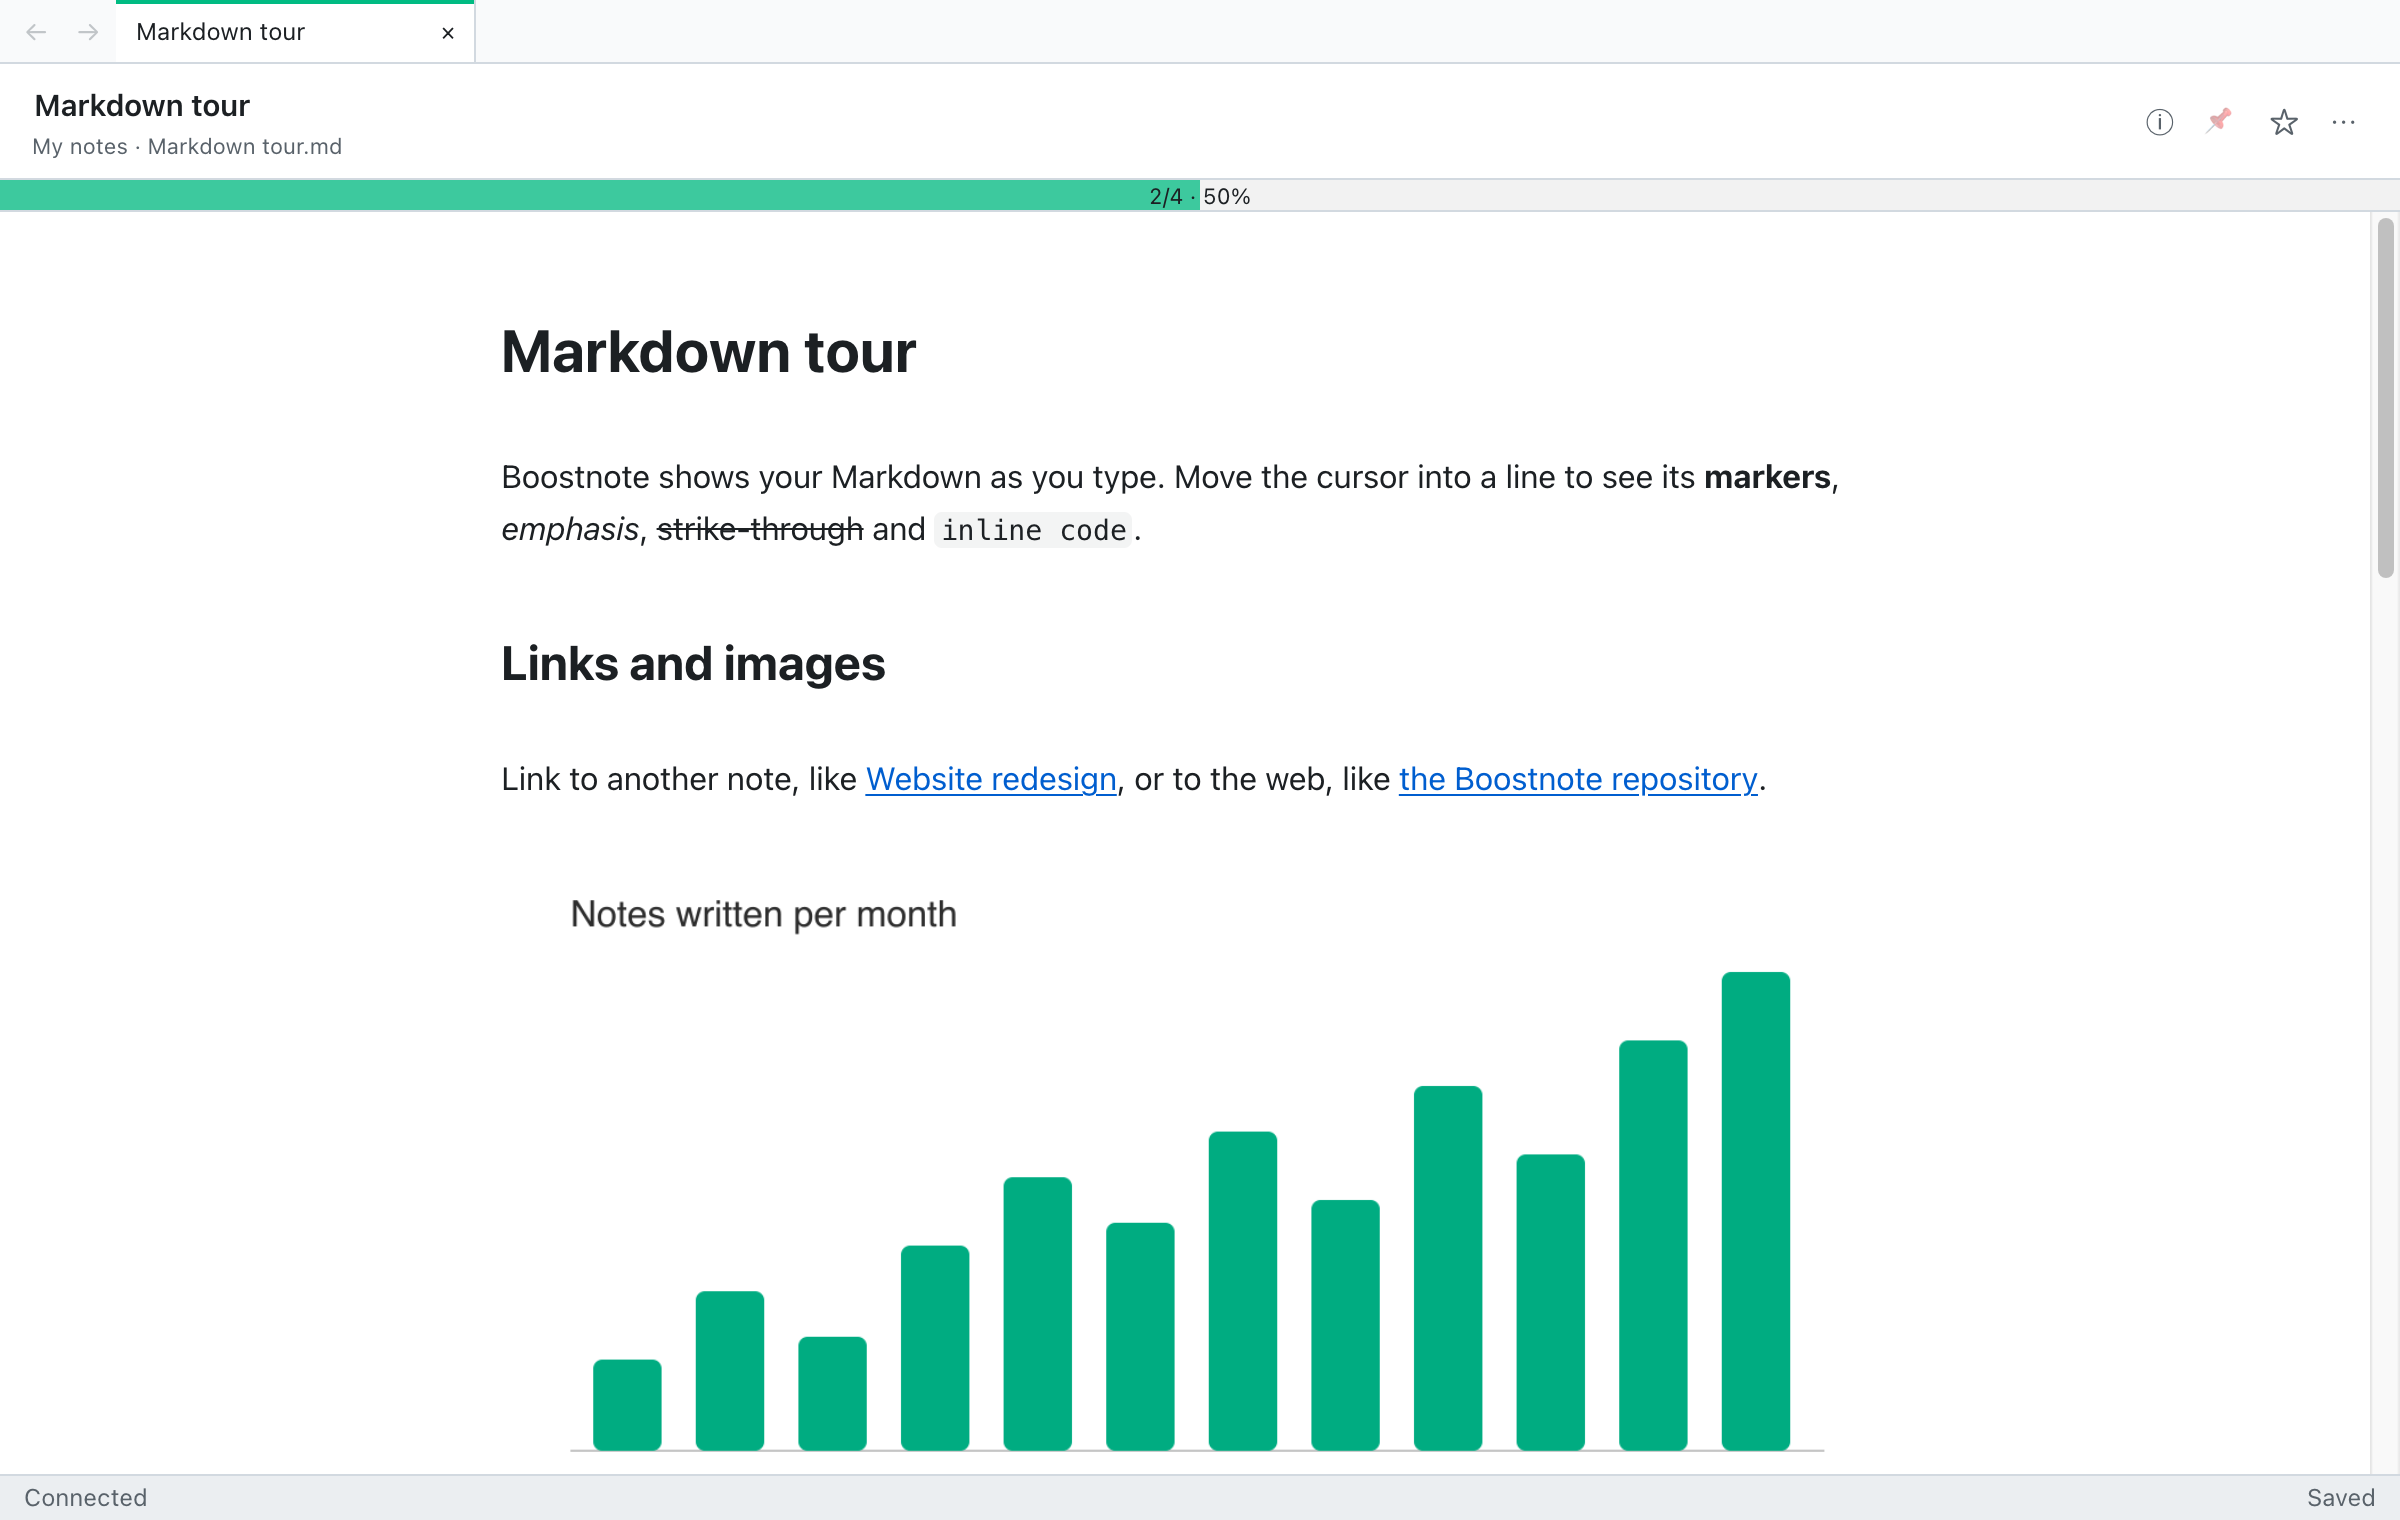 Markdown tour
Markdown tour
My notes · Markdown tour.md
2/4 · 50%
Markdown tour
Boostnote shows your Markdown as you type. Move the cursor into a line to see its markers,
emphasis, strike-through and inline code.
Links and images
Link to another note, like Website redesign, or to the web, like the Boostnote repository.
Notes written per month
Connected
Saved